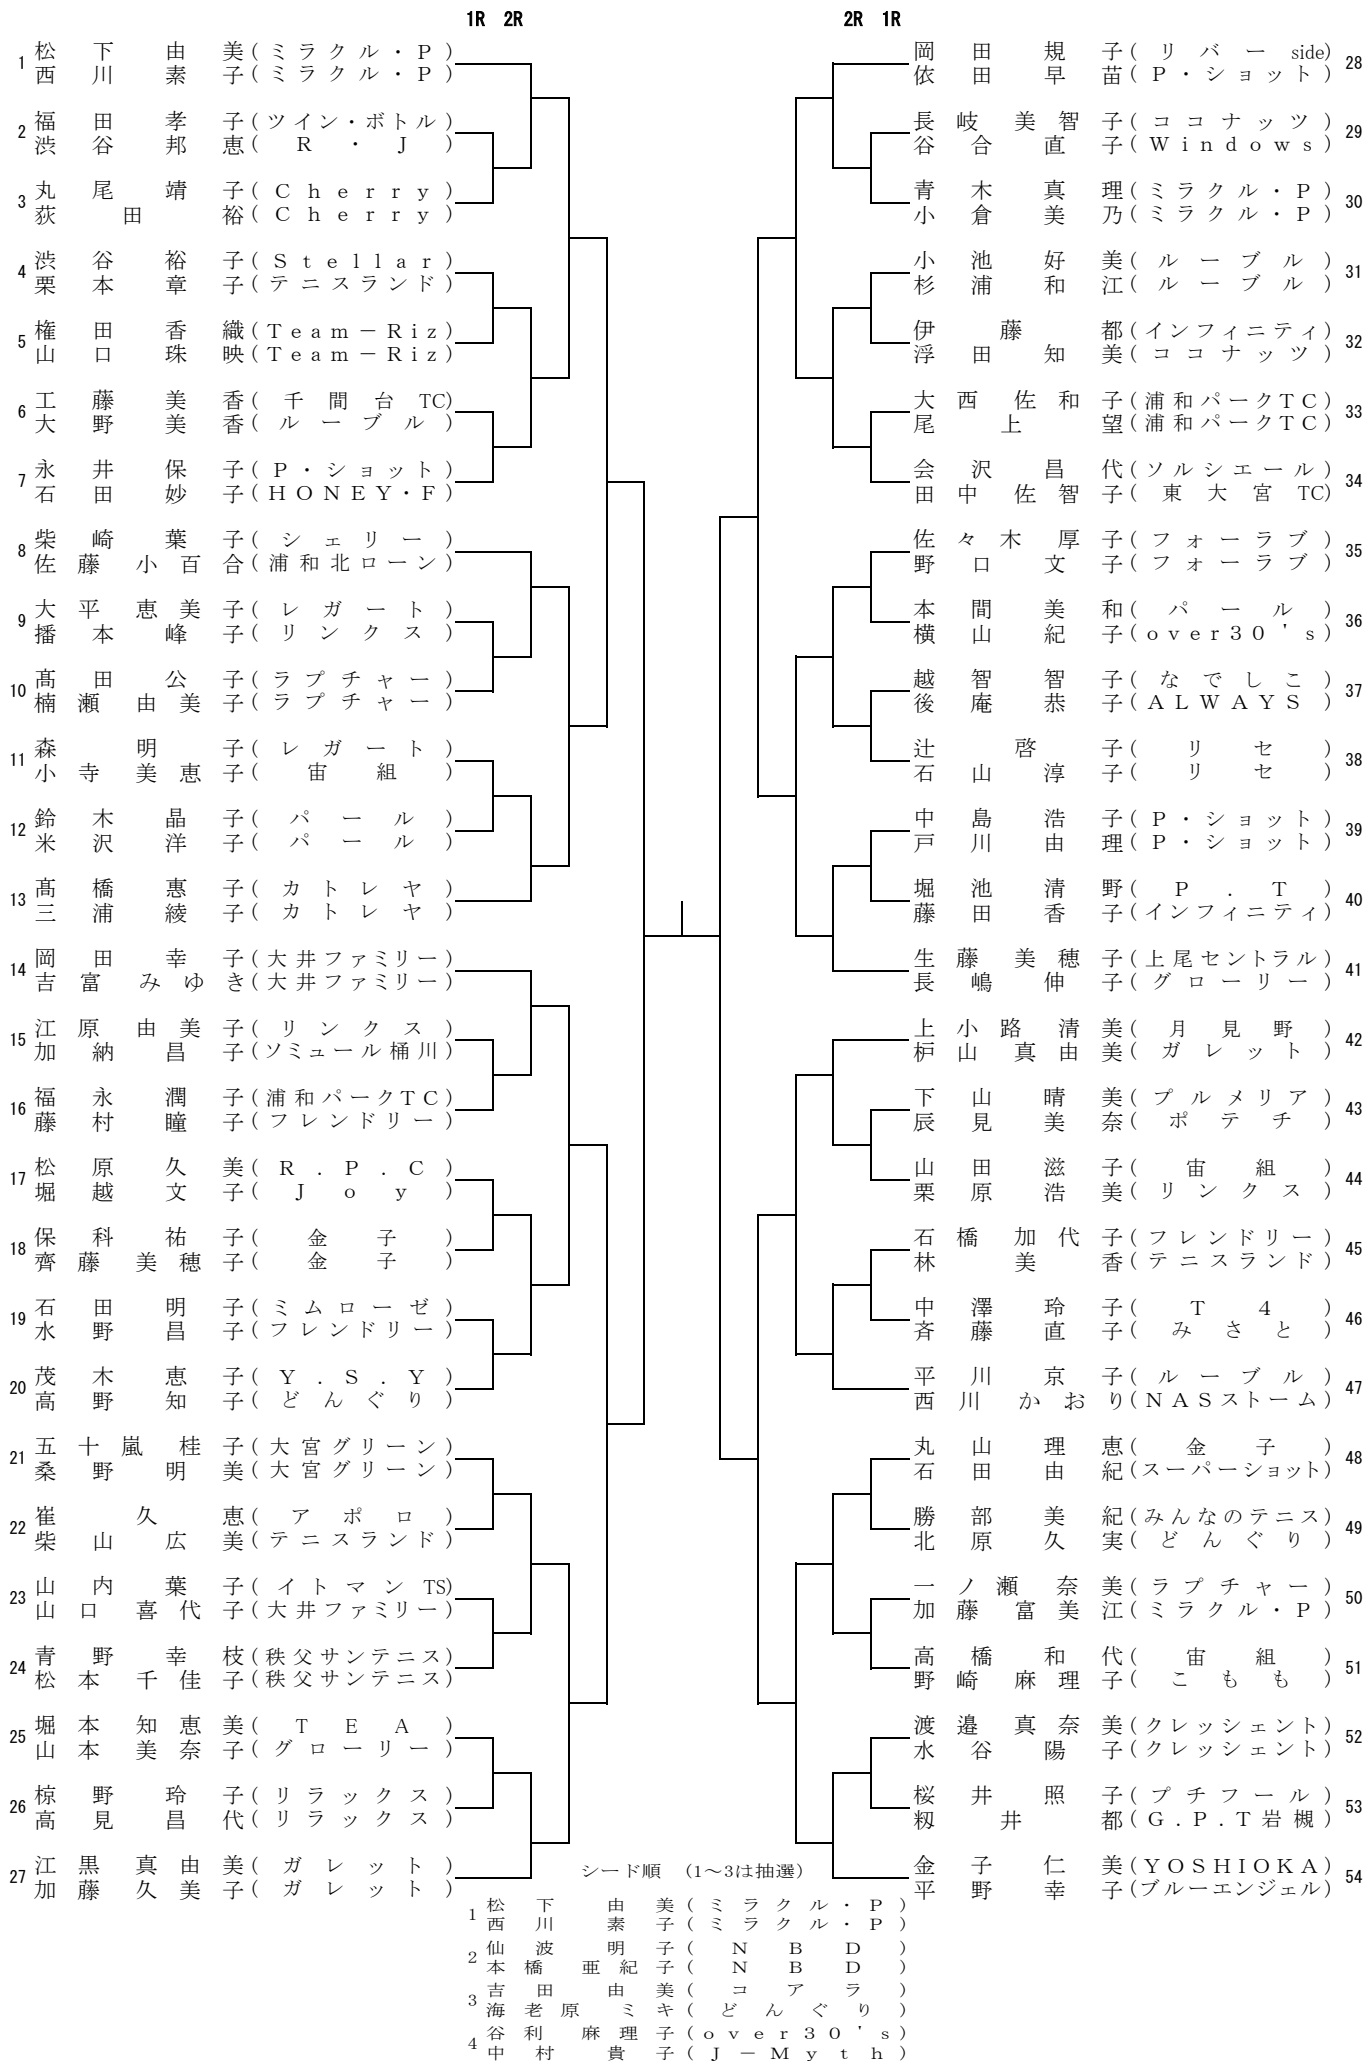 1R 2R
2R 1R
1
松下由美(ミラクル・P)
西川素子(ミラクル・P)
2
福田孝子(ツイン・ボトル)
渋谷邦恵(R・J)
3
丸尾靖子(Cherry)
荻田裕(Cherry)
4
渋谷裕子(Stellar)
栗本章子(テニスランド)
5
権田香織(Team－Riz)
山口珠映(Team－Riz)
6
工藤美香(千間台TC)
大野美香(ルーブル)
7
永井保子(P・ショット)
石田妙子(HONEY・F)
8
柴崎葉子(シェリー)
佐藤小百合(浦和北ローン)
9
大平恵美子(レガート)
播本峰子(リンクス)
10
髙田公子(ラプチャー)
楠瀬由美子(ラプチャー)
11
森明子(レガート)
小寺美恵子(宙組)
12
鈴木晶子(パール)
米沢洋子(パール)
13
髙橋惠子(カトレヤ)
三浦綾子(カトレヤ)
14
岡田幸子(大井ファミリー)
吉富みゆき(大井ファミリー)
15
江原由美子(リンクス)
加納昌子(ソミュール桶川)
16
福永潤子(浦和パークTC)
藤村瞳子(フレンドリー)
17
松原久美(R.P.C)
堀越文子(Joy)
18
保科祐子(金子)
齊藤美穂子(金子)
19
石田明子(ミムローゼ)
水野昌子(フレンドリー)
20
茂木恵子(Y.S.Y)
高野知子(どんぐり)
21
五十嵐桂子(大宮グリーン)
桑野明美(大宮グリーン)
22
崔久恵(アポロ)
柴山広美(テニスランド)
23
山内葉子(イトマンTS)
山口喜代子(大井ファミリー)
24
青野幸枝(秩父サンテニス)
松本千佳子(秩父サンテニス)
25
堀本知恵美(TEA)
山本美奈子(グローリー)
26
椋野玲子(リラックス)
高見昌代(リラックス)
27
江黒真由美(ガレット)
加藤久美子(ガレット)
岡田規子(リバーside)
依田早苗(P・ショット)
28
長岐美智子(ココナッツ)
谷合直子(Windows)
29
青木真理(ミラクル・P)
小倉美乃(ミラクル・P)
30
小池好美(ルーブル)
杉浦和江(ルーブル)
31
伊藤都(インフィニティ)
浮田知美(ココナッツ)
32
大西佐和子(浦和パークTC)
尾上望(浦和パークTC)
33
会沢昌代(ソルシエール)
田中佐智子(東大宮TC)
34
佐々木厚子(フォーラブ)
野口文子(フォーラブ)
35
本間美和(パール)
横山紀子(over30's)
36
越智智子(なでしこ)
後庵恭子(ALWAYS)
37
辻啓子(リセ)
石山淳子(リセ)
38
中島浩子(P・ショット)
戸川由理(P・ショット)
39
堀池清野(P.T)
藤田香子(インフィニティ)
40
生藤美穂子(上尾セントラル)
長嶋伸子(グローリー)
41
上小路清美(月見野)
枦山真由美(ガレット)
42
下山晴美(プルメリア)
辰見美奈(ポテチ)
43
山田滋子(宙組)
栗原浩美(リンクス)
44
石橋加代子(フレンドリー)
林美香(テニスランド)
45
中澤玲子(T4)
斉藤直子(みさと)
46
平川京子(ルーブル)
西川かおり(NASストーム)
47
丸山理恵(金子)
石田由紀(スーパーショット)
48
勝部美紀(みんなのテニス)
北原久実(どんぐり)
49
一ノ瀬奈美(ラプチャー)
加藤富美江(ミラクル・P)
50
高橋和代(宙組)
野崎麻理子(こもも)
51
渡邉真奈美(クレッシェント)
水谷陽子(クレッシェント)
52
桜井照子(プチフール)
籾井都(G.P.T岩槻)
53
金子仁美(YOSHIOKA)
平野幸子(ブルーエンジェル)
54
シード順 (1～3は抽選)
1
松下由美(ミラクル・P)
西川素子(ミラクル・P)
2
仙波明子(NBD)
本橋亜紀子(NBD)
3
吉田由美(コアラ)
海老原ミキ(どんぐり)
4
谷利麻理子(over30's)
中村貴子(J－Myth)